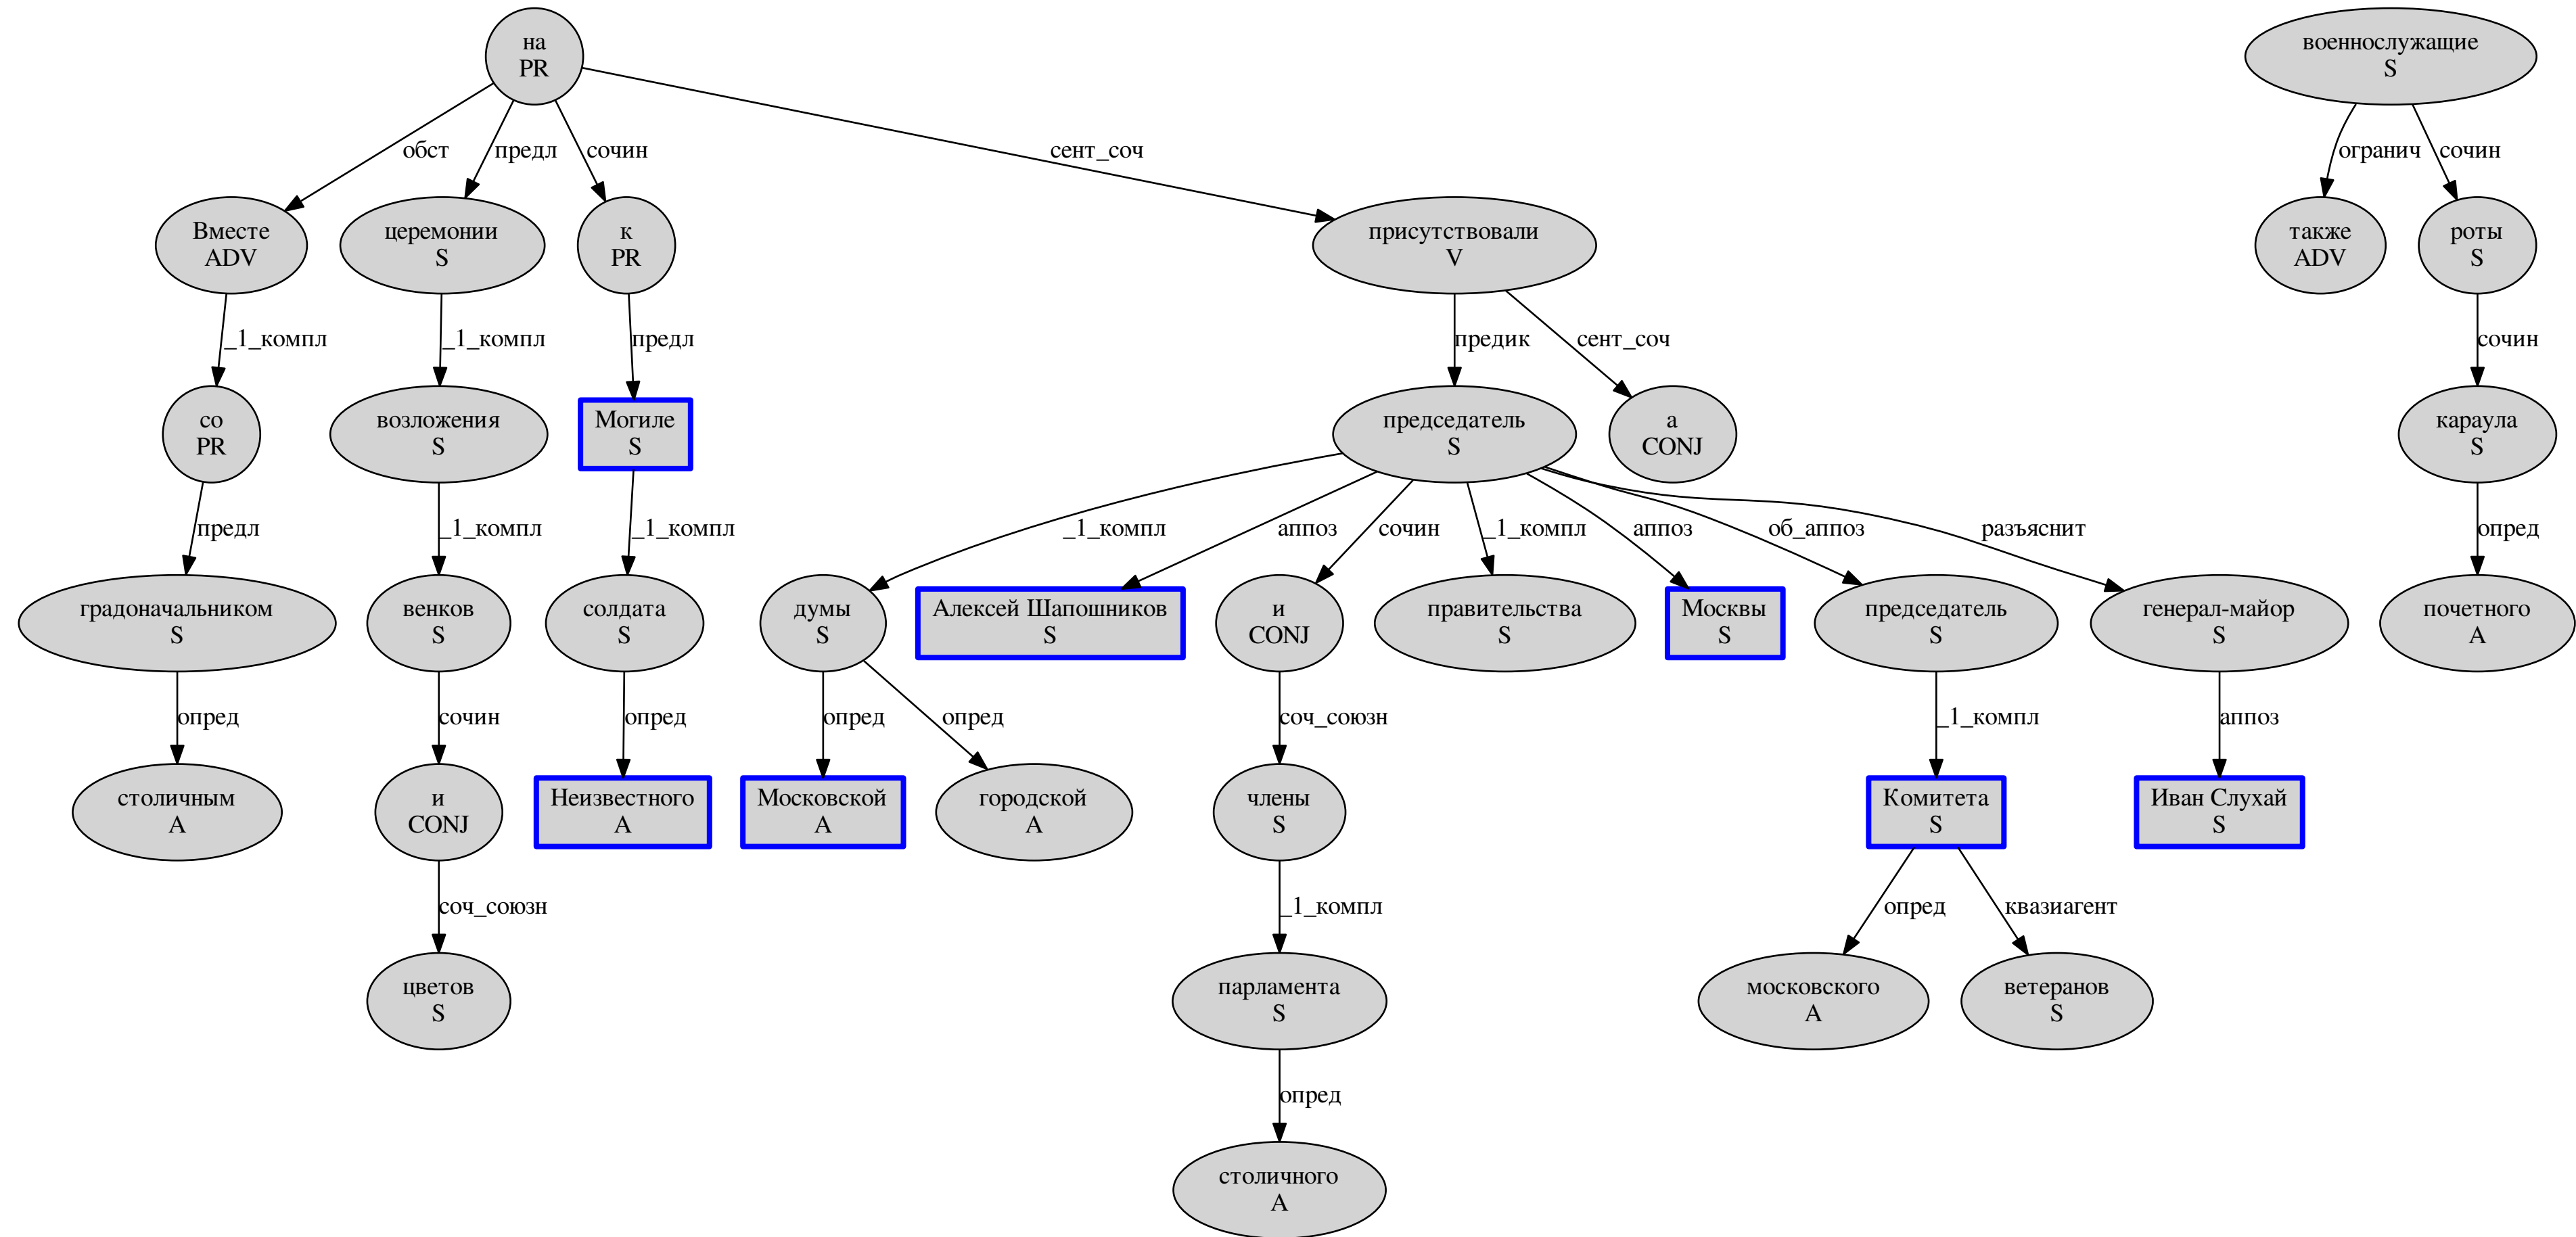 на
PR
военнослужащие
S
обст
предл
сочин
сент_соч
огранич
сочин
Вместе
ADV
церемонии
S
к
PR
присутствовали
V
также
ADV
роты
S
_1_компл
_1_компл
предл
предик
сент_соч
сочин
со
PR
возложения
S
Могиле
S
председатель
S
а
CONJ
караула
S
предл
_1_компл
_1_компл
_1_компл
аппоз
сочин
_1_компл
аппоз
об_аппоз
разъяснит
опред
градоначальником
S
венков
S
солдата
S
думы
S
Алексей Шапошников
S
и
CONJ
правительства
S
Москвы
S
председатель
S
генерал-майор
S
почетного
A
опред
сочин
опред
опред
опред
соч_союзн
_1_компл
аппоз
столичным
A
и
CONJ
Неизвестного
A
Московской
A
городской
A
члены
S
Комитета
S
Иван Слухай
S
соч_союзн
_1_компл
опред
квазиагент
цветов
S
парламента
S
московского
A
ветеранов
S
опред
столичного
A